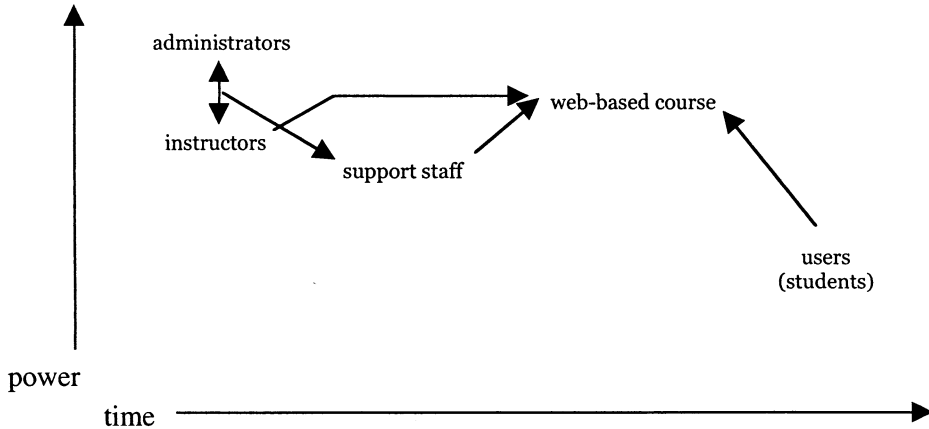 administrators
instructors
support staff
web-based course
users
(students)
power
time